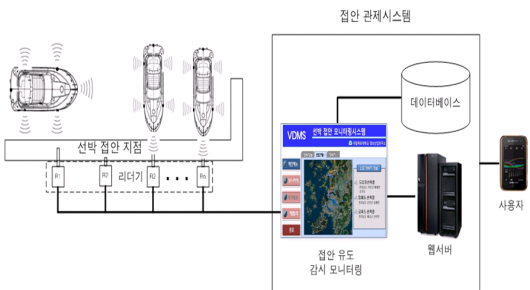 접안 관제시스템
데이터베이스
VDMS 선박 접안 모니터링시스템
선박 접안 지점
R1
R2
리더기
R2
Rn
사용자
웹서버
접안 유도
감시 모니터링